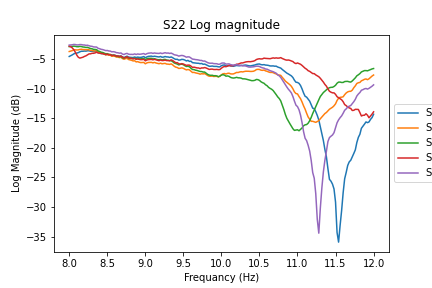 S22 Log magnitude
Log Magnitude (dB)
−5
−10
−15
−20
−25
−30
−35
S
S
S
S
S
8.0 8.5 9.0 9.5 10.0 10.5 11.0 11.5 12.0
Frequancy (Hz)